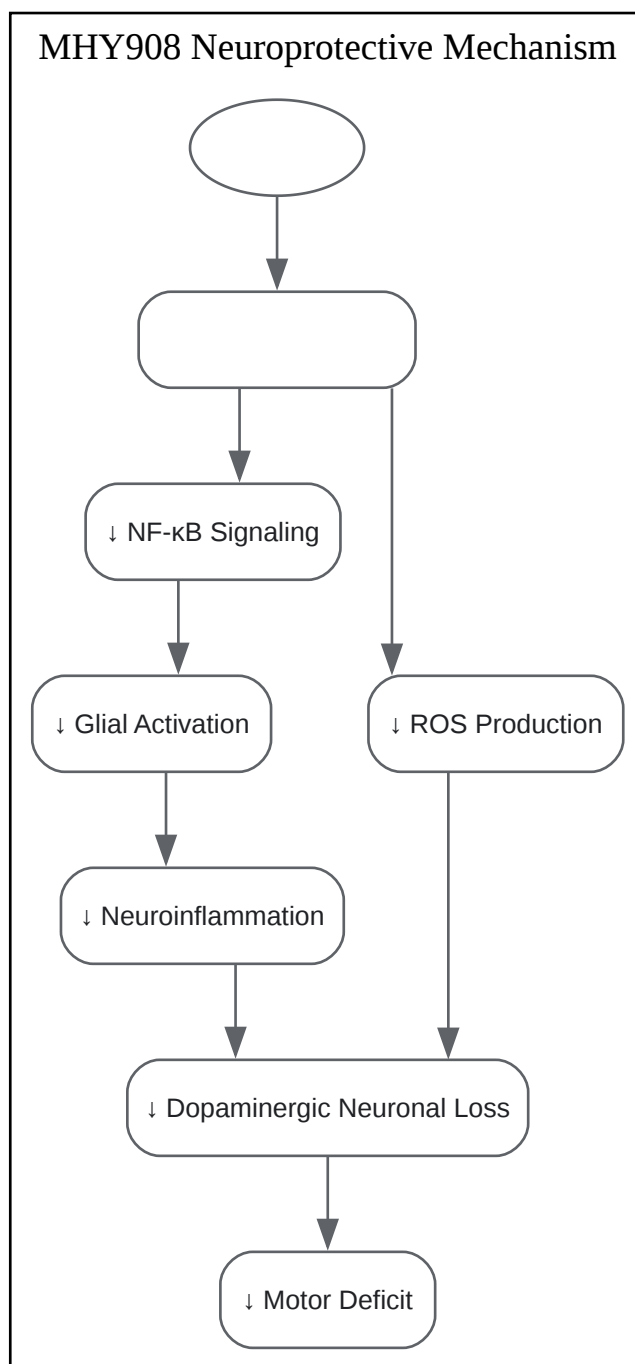 MHY908 Neuroprotective Mechanism
↓ NF-κB Signaling
↓ Glial Activation
↓ ROS Production
↓ Neuroinflammation
↓ Dopaminergic Neuronal Loss
↓ Motor Deficit